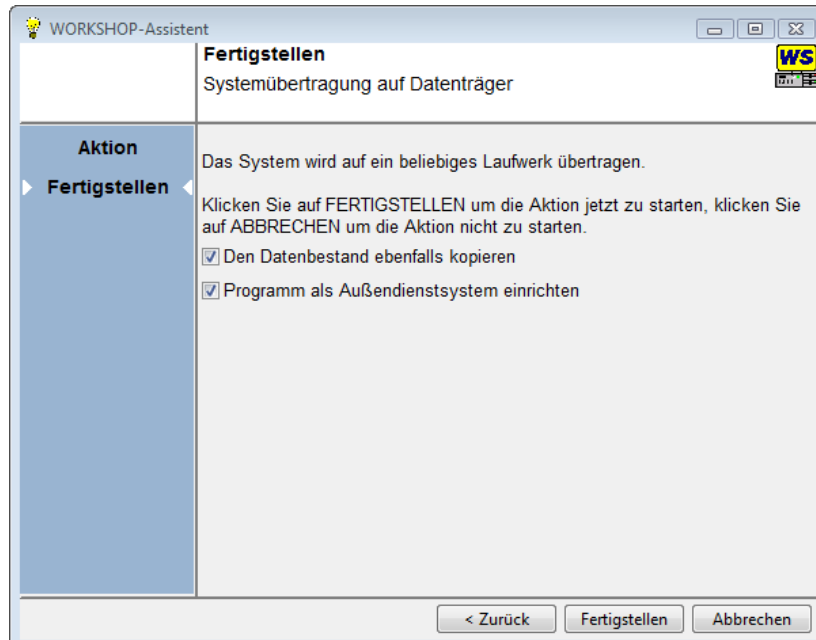 WORKSHOP-Assistent
Fertigstellen
Systemübertragung auf Datenträger
WS
Aktion
Fertigstellen
Das System wird auf ein beliebiges Laufwerk übertragen.
Klicken Sie auf FERTIGSTELLEN um die Aktion jetzt zu starten, klicken Sie
auf ABBRECHEN um die Aktion nicht zu starten.
Den Datenbestand ebenfalls kopieren
Programm als Außendienstsystem einrichten
< Zurück
Fertigstellen
Abbrechen